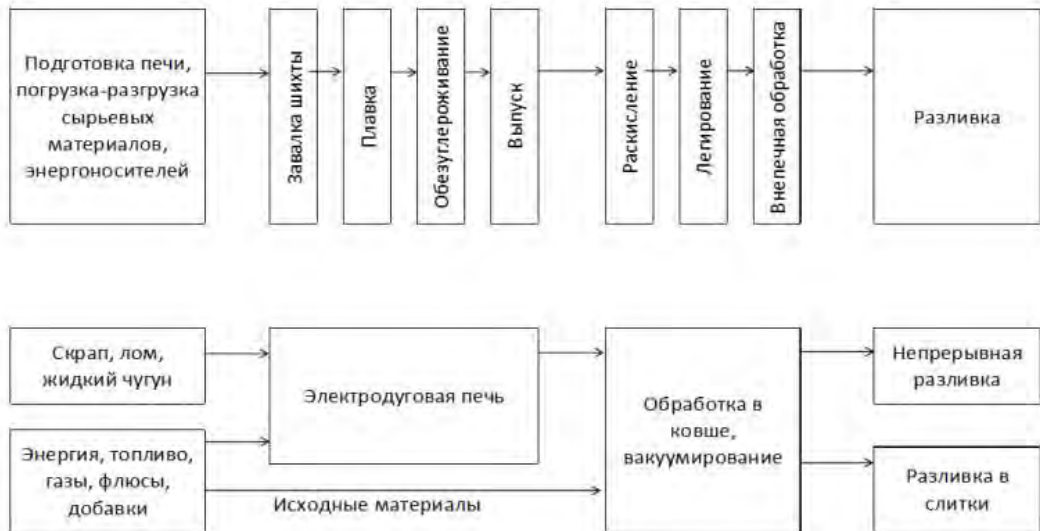 Подготовка печи,
погрузка-разгрузка
сырьевых
материалов,
энергоносителей
Завалка шихты
Плавка
Обезуглероживание
Выпуск
Раскисление
Легирование
Внепечная обработка
Разливка
Скрап, лом,
жидкий чугун
Электродуговая печь
Обработка в
ковше,
вакуумирование
Непрерывная
разливка
Энергия, топливо,
газы, флюсы,
добавки
Исходные материалы
Разливка в
слитки